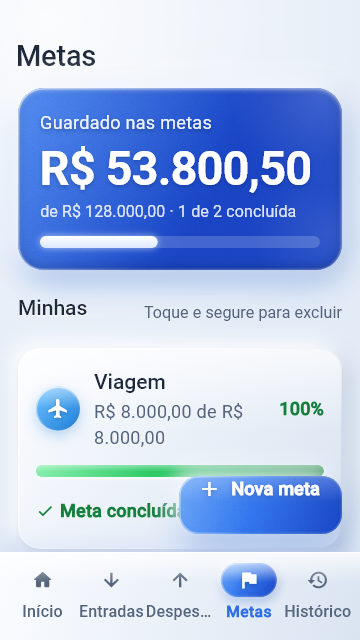 Metas
Guardado nas metas
R$ 53.800,50
de R$ 128.000,00 · 1 de 2 concluída
Minhas
Toque e segure para excluir
Viagem
R$ 8.000,00 de R$
8.000,00
100%
Meta concluída
Nova meta
Início
Entradas
Despes...
Metas
Histórico